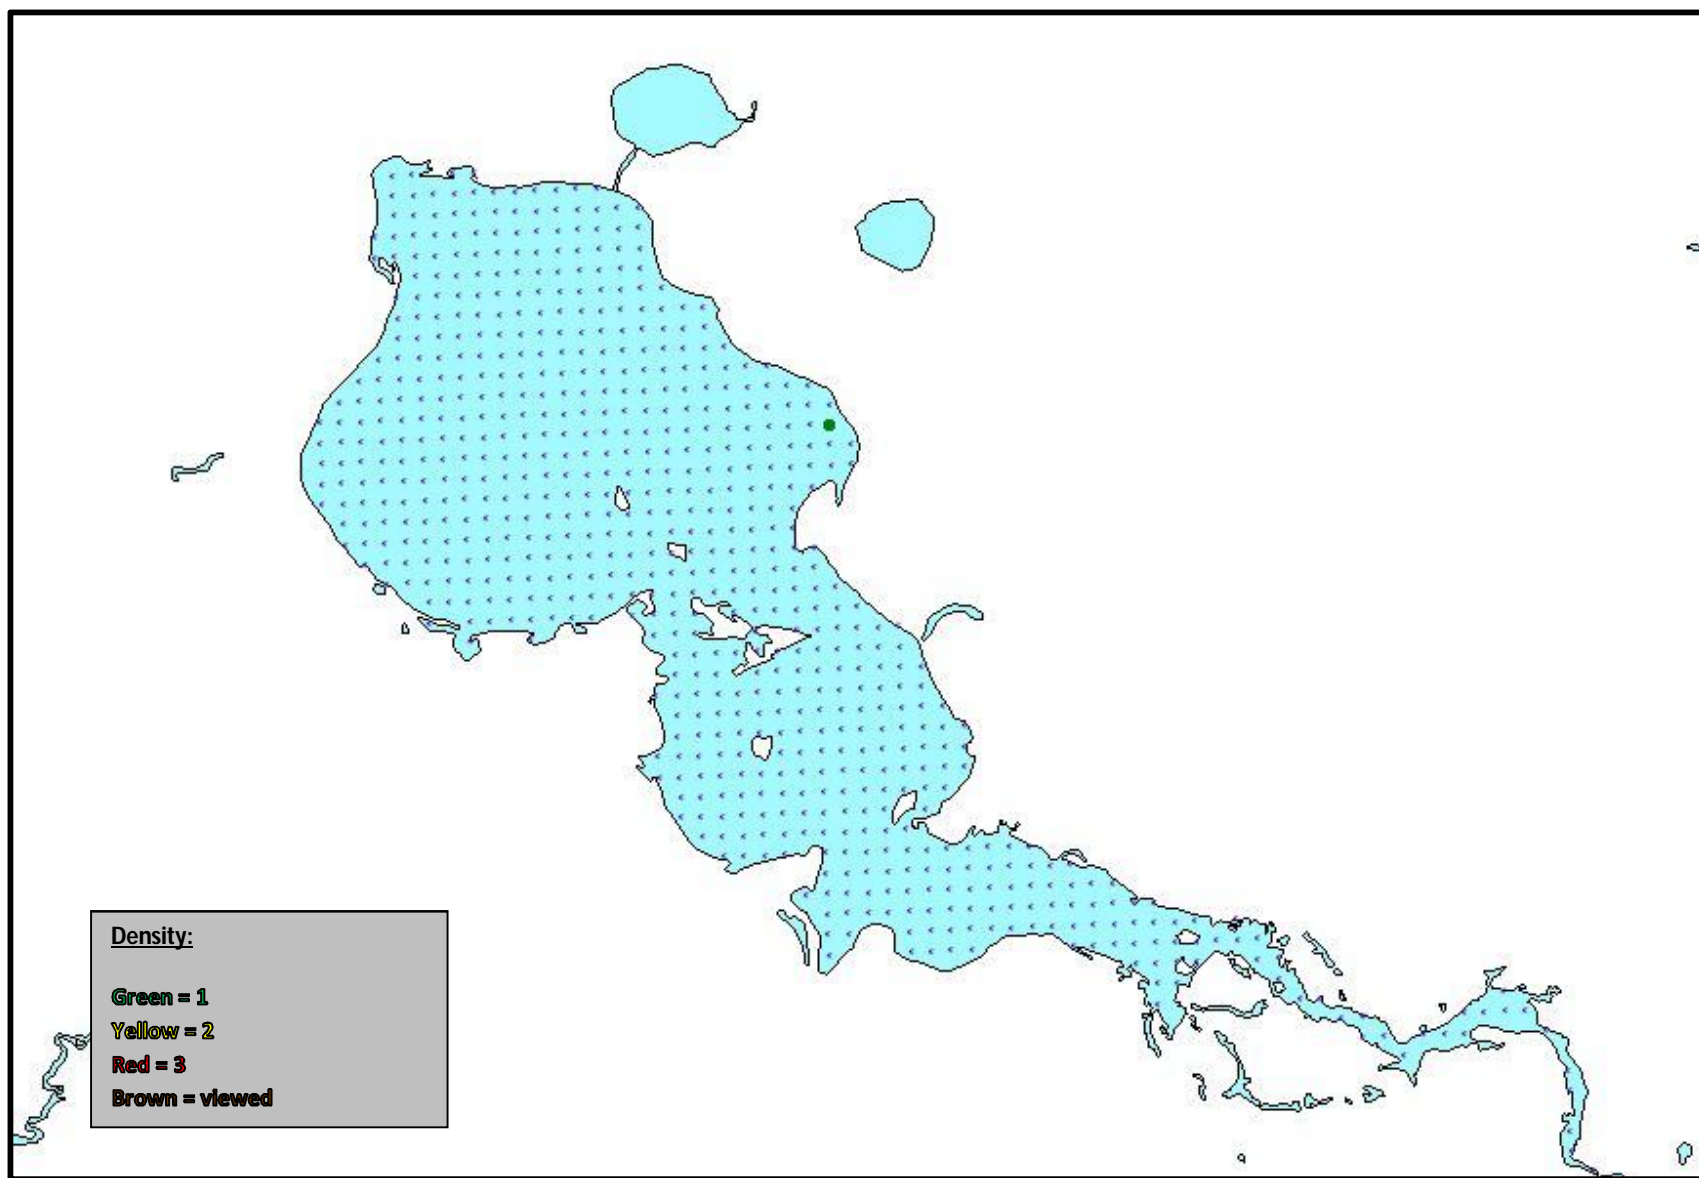 Density:
Green = 1
Yellow = 2
Red = 3
Brown = viewed